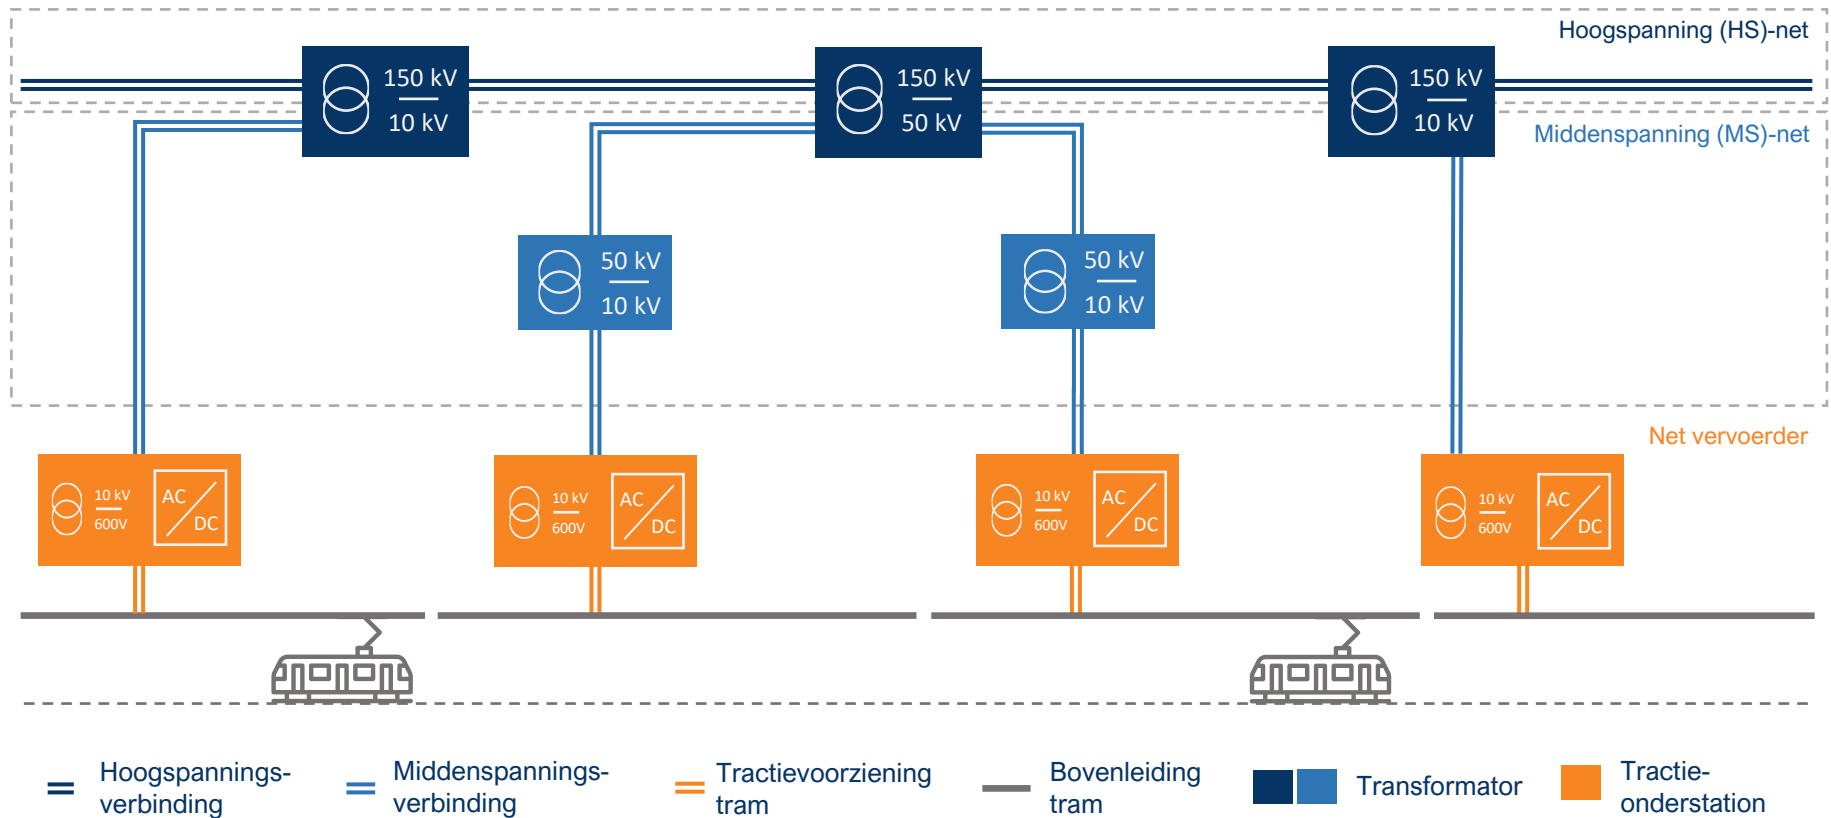 Hoogspanning (HS)-net
150 kV
10 kV
150 kV
50 kV
150 kV
10 kV
Middenspanning (MS)-net
50 kV
10 kV
50 kV
10 kV
Net vervoerder
10 kV
600V
AC
DC
10 kV
600V
AC
DC
10 kV
600V
AC
DC
10 kV
600V
AC
DC
Hoogspannings-
verbinding
Middenspannings-
verbinding
Tractievoorziening
tram
Bovenleiding
tram
Transformator
Tractie-
onderstation